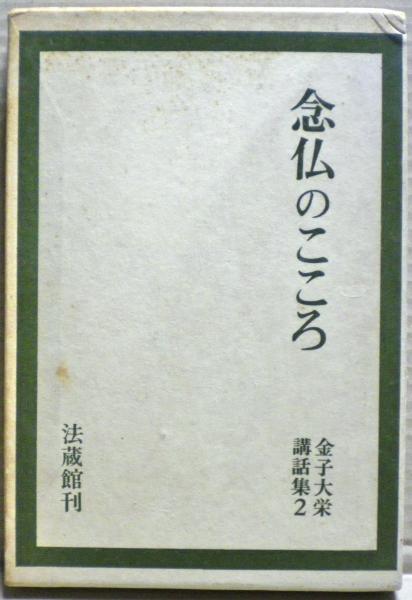 念仏のこころ
金子大栄
講話集2
法蔵館刊